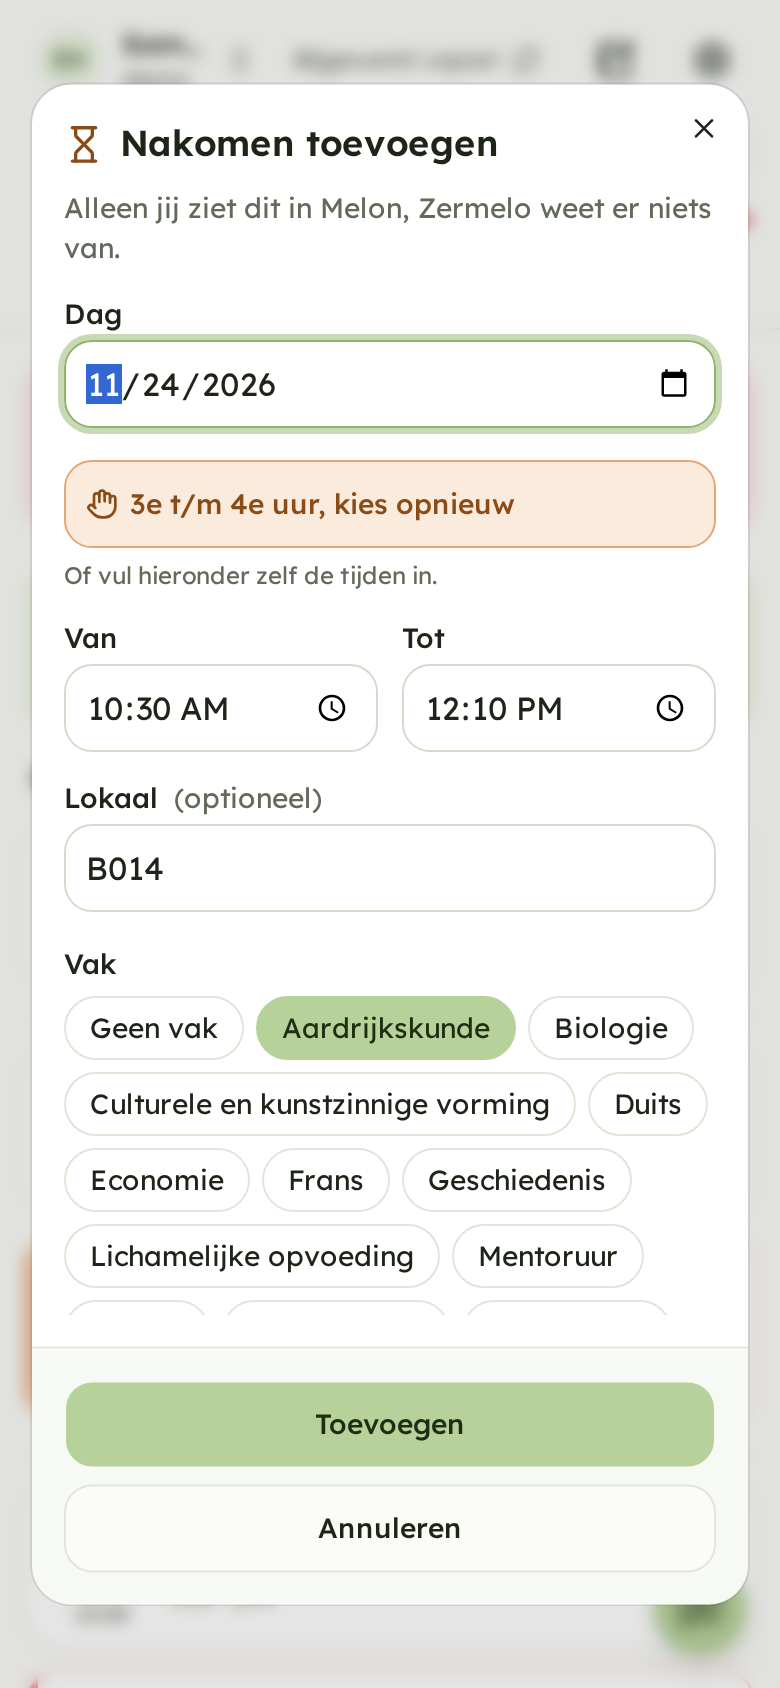 Nakomen toevoegen
Alleen jij ziet dit in Melon, Zermelo weet er niets
van.
Dag
11/24/2026
3e t/m 4e uur, kies opnieuw
Of vul hieronder zelf de tijden in.
Van Tot
10:30 AM 12:10 PM
Lokaal (optioneel)
B014
Vak
Geen vak Aardrijkskunde Biologie
Culturele en kunstzinnige vorming Duits
Economie Frans Geschiedenis
Lichamelijke opvoeding Mentoruur
Toevoegen
Annuleren